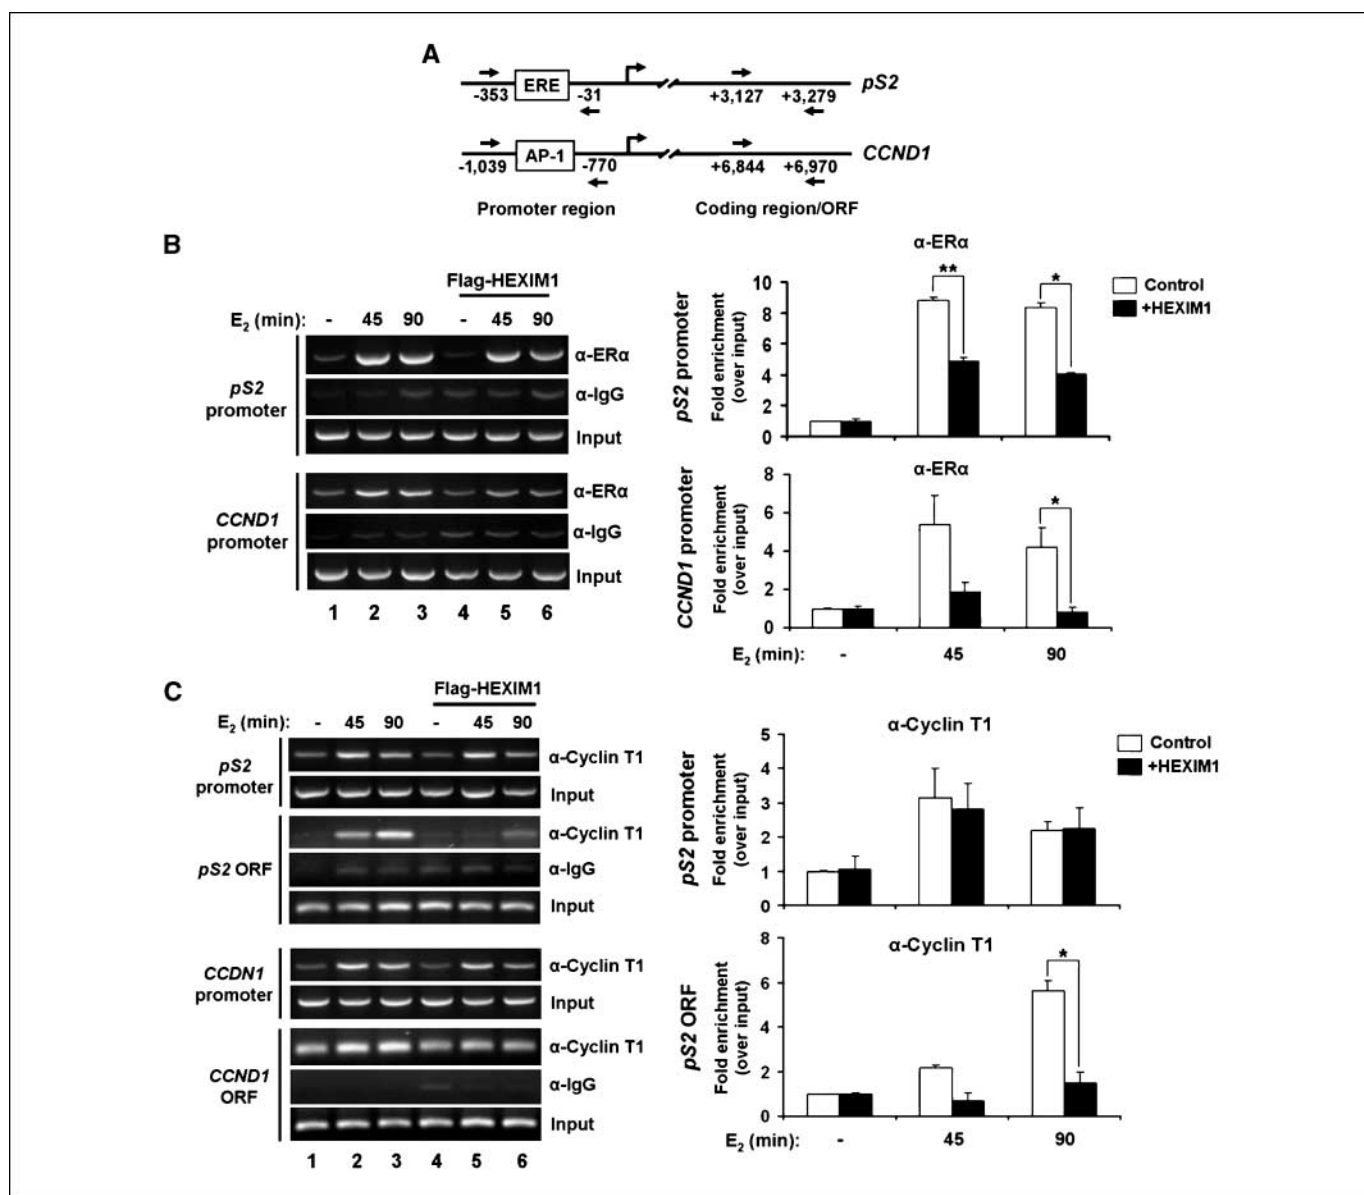 A
ERE
-353
-31
+3,127
+3,279
pS2
AP-1
-1,039
-770
+6,844
+6,970
CCND1
Promoter region
Coding region/ORF
B
Flag-HEXIM1
E2 (min): - 45 90 - 45 90
pS2 promoter
α-ERα
α-IgG
Input
CCND1 promoter
α-ERα
α-IgG
Input
1 2 3 4 5 6
α-ERα
pS2 promoter
Fold enrichment
(over input)
10
8
6
4
2
0
** *
Control
+HEXIM1
α-ERα
CCND1 promoter
Fold enrichment
(over input)
8
6
4
2
0
*
E2 (min): - 45 90
C
Flag-HEXIM1
E2 (min): - 45 90 - 45 90
pS2
promoter
α-Cyclin T1
Input
pS2 ORF
α-Cyclin T1
α-IgG
Input
CCDN1
promoter
α-Cyclin T1
Input
CCND1
ORF
α-Cyclin T1
α-IgG
Input
1 2 3 4 5 6
α-Cyclin T1
pS2 promoter
Fold enrichment
(over input)
5
4
3
2
1
0
Control
+HEXIM1
α-Cyclin T1
pS2 ORF
Fold enrichment
(over input)
8
6
4
2
0
*
E2 (min): - 45 90